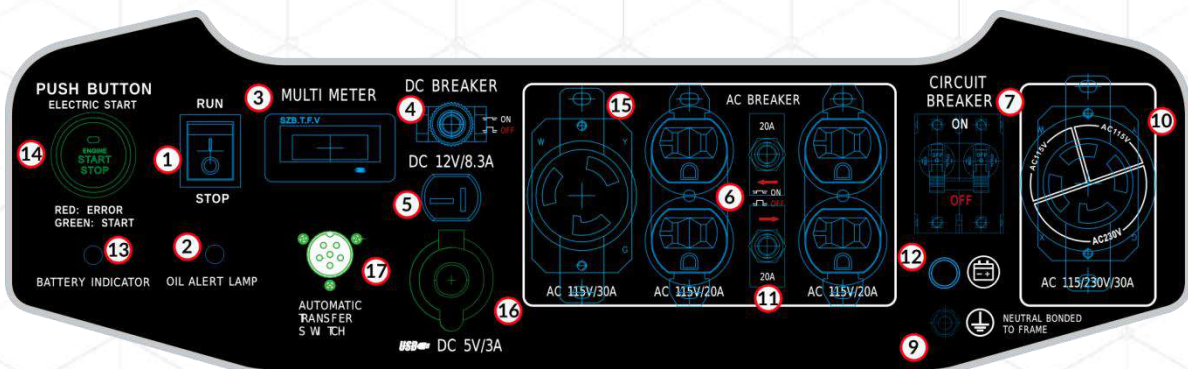 PUSH BUTTON
ELECTRIC START
14
ENGINE
START
STOP
RED: ERROR
GREEN: START
13
BATTERY INDICATOR
RUN
1
STOP
2
OIL ALERT LAMP
3
MULTI METER
SZB.T.F.V
17
AUTOMATIC
TRANSFER
SWITCH
DC BREAKER
4
ON
OFF
DC 12V/8.3A
5
16
USB DC 5V/3A
15
W
Y
G
AC 115V/30A
AC BREAKER
20A
6
ON
OFF
20A
11
AC 115V/20A
AC 115V/20A
CIRCUIT
BREAKER
7
ON
OFF
OFF
OFF
12
9
NEUTRAL BONDED
TO FRAME
10
AC115V
AC115V
AC230V
X
G
AC 115/230V/30A